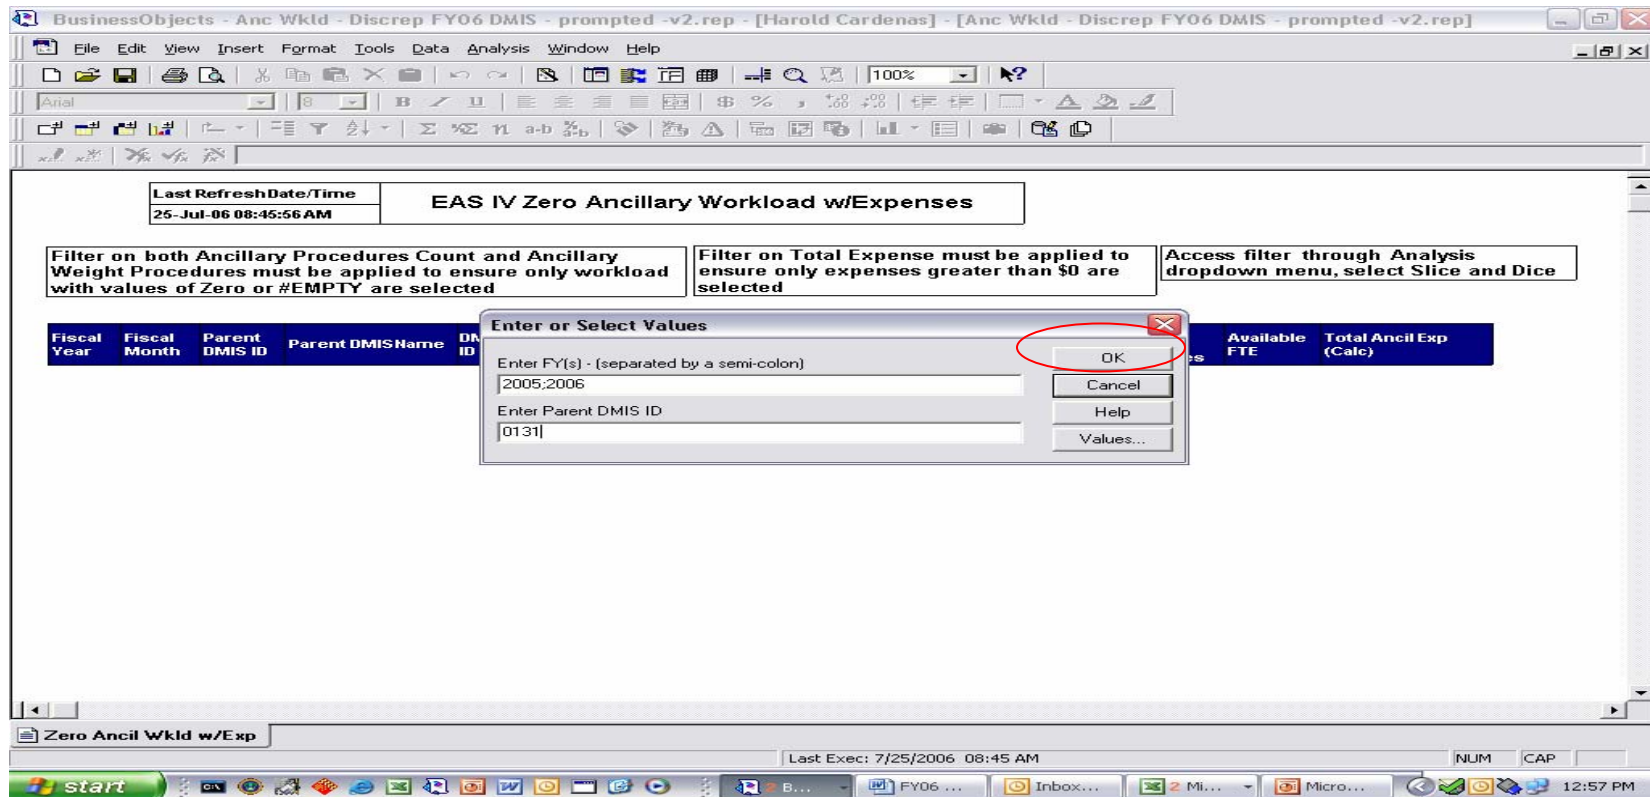 BusinessObjects - Anc Wkld - Discrep FY06 DMIS - prompted -v2.rep - [Harold Cardenas] - [Anc Wkld - Discrep FY06 DMIS - prompted -v2.rep]
File Edit View Insert Format Tools Data Analysis Window Help
100%
Arial 8 B U
Last Refresh Date/Time
25-Jul-06 08:45:56 AM
EAS IV Zero Ancillary Workload w/Expenses
Filter on both Ancillary Procedures Count and Ancillary
Weight Procedures must be applied to ensure only workload
with values of Zero or #EMPTY are selected
Filter on Total Expense must be applied to
ensure only expenses greater than $0 are
selected
Access filter through Analysis
dropdown menu, select Slice and Dice
Fiscal Year
Fiscal Month
Parent DMIS ID
Parent DMIS Name
Available FTE
Total Ancil Exp (Calc)
Enter or Select Values
Enter FY(s) - (separated by a semi-colon)
2005;2006
Enter Parent DMIS ID
0131
OK
Cancel
Help
Values...
Zero Ancil Wkld w/Exp
Last Exec: 7/25/2006 08:45 AM
NUM CAP
start
2 B...
FY06 ...
Inbox...
2 Mi...
Micro...
12:57 PM